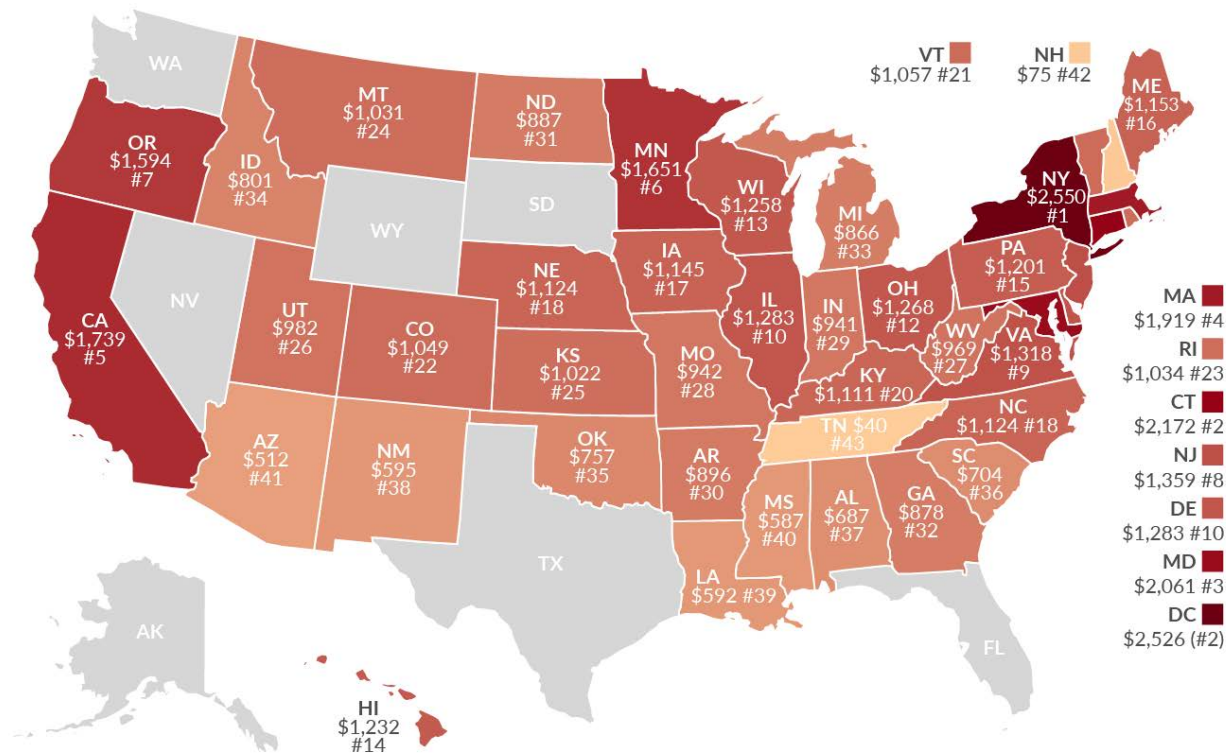 WA
VT
$1,057 #21
NH
$75 #42
ME
$1,153
#16
MT
$1,031
#24
ND
$887
#31
OR
$1,594
#7
ID
$801
#34
MN
$1,651
#6
WI
$1,258
#13
MI
$866
#33
NY
$2,550
#1
SD
WY
NE
$1,124
#18
IA
$1,145
#17
PA
$1,201
#15
NV
UT
$982
#26
CA
$1,739
#5
CO
$1,049
#22
KS
$1,022
#25
MO
$942
#28
IL
$1,283
#10
IN
$941
#29
OH
$1,268
#12
WV
$969
#27
VA
$1,318
#9
KY
$1,111 #20
NC
$1,124 #18
TN $40
#43
AZ
$512
#41
NM
$595
#38
OK
$757
#35
AR
$896
#30
SC
$704
#36
MS
$587
#40
AL
$687
#37
GA
$878
#32
TX
LA
$592 #39
FL
AK
HI
$1,232
#14
MA
$1,919 #4
RI
$1,034 #23
CT
$2,172 #2
NJ
$1,359 #8
DE
$1,283 #10
MD
$2,061 #3
DC
$2,526 (#2)